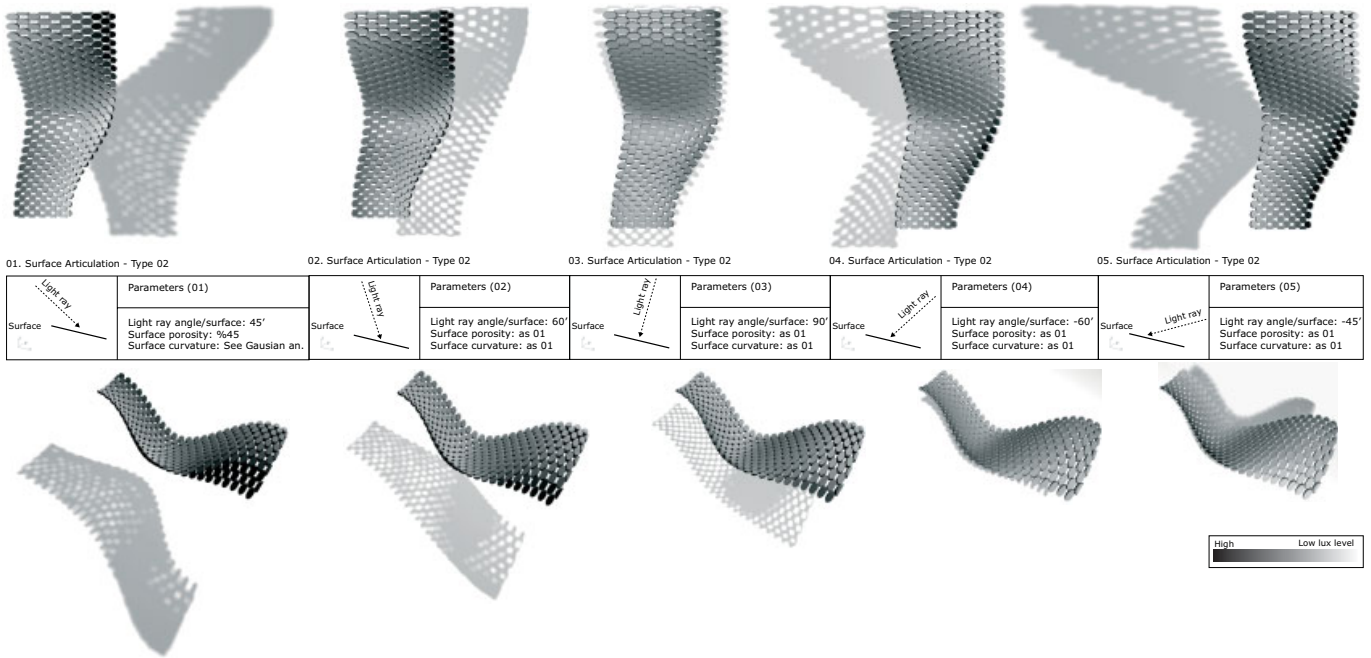 01. Surface Articulation - Type 02
02. Surface Articulation - Type 02
03. Surface Articulation - Type 02
04. Surface Articulation - Type 02
05. Surface Articulation - Type 02
Light ray
Surface
Parameters (01)
Light ray angle/surface: 45’
Surface porosity: %45
Surface curvature: See Gausian an.
Light ray
Surface
Parameters (02)
Light ray angle/surface: 60’
Surface porosity: as 01
Surface curvature: as 01
Light ray
Surface
Parameters (03)
Light ray angle/surface: 90’
Surface porosity: as 01
Surface curvature: as 01
Light ray
Surface
Parameters (04)
Light ray angle/surface: -60’
Surface porosity: as 01
Surface curvature: as 01
Light ray
Surface
Parameters (05)
Light ray angle/surface: -45’
Surface porosity: as 01
Surface curvature: as 01
High Low lux level